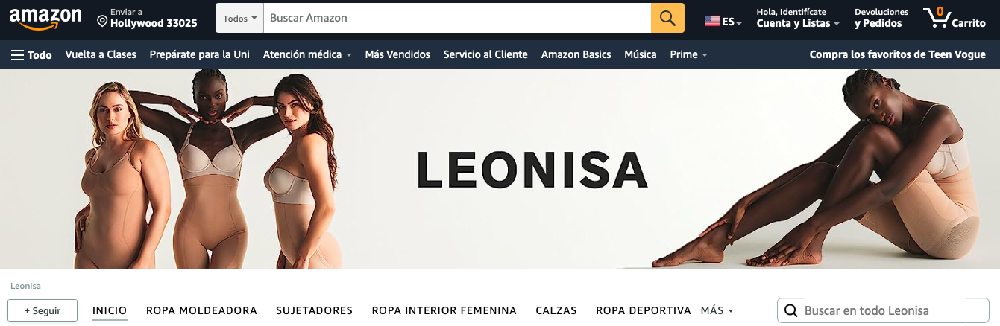 amazon
Enviar a
Hollywood 33025
Todos
Buscar Amazon
ES
Hola, Identifícate
Cuenta y Listas
Devoluciones
y Pedidos
0
Carrito
Todo
Vuelta a Clases
Prepárate para la Uni
Atención médica
Más Vendidos
Servicio al Cliente
Amazon Basics
Música
Prime
Compra los favoritos de Teen Vogue
LEONISA
Leonisa
+ Seguir
INICIO
ROPA MOLDEADORA
SUJETADORES
ROPA INTERIOR FEMENINA
CALZAS
ROPA DEPORTIVA
MÁS
Buscar en todo Leonisa